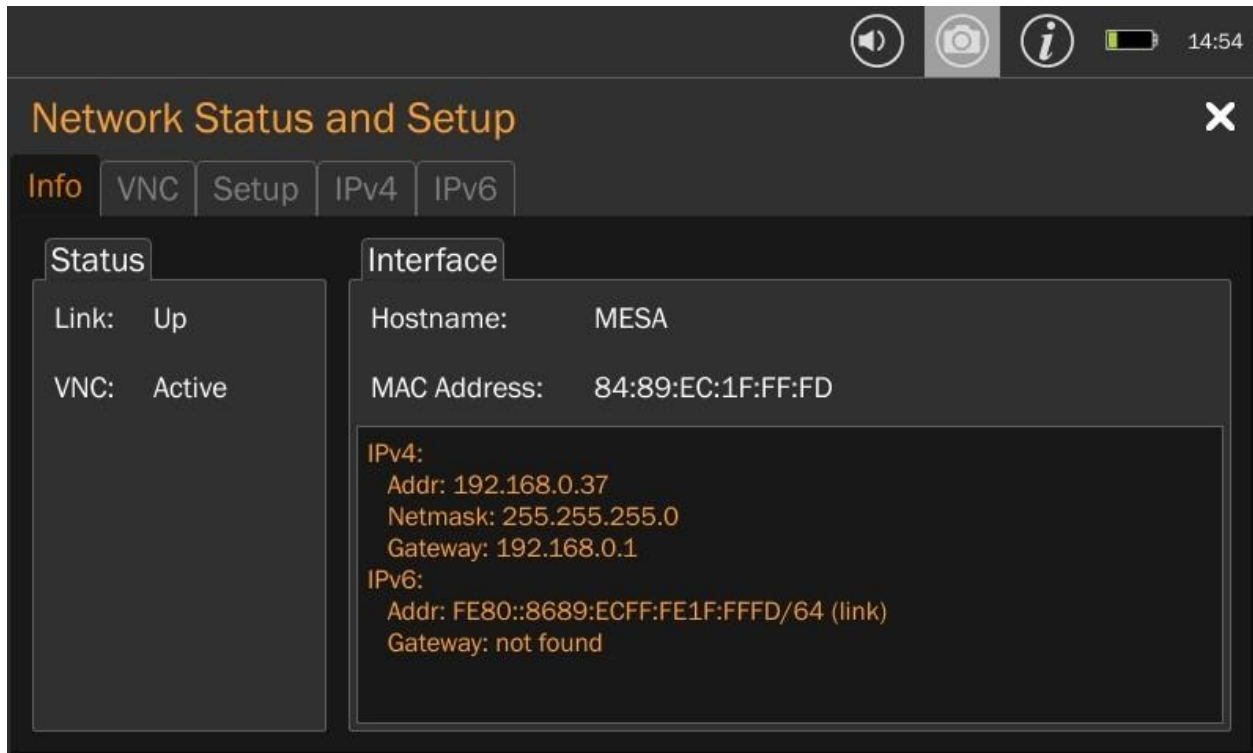 14:54
Network Status and Setup
Info VNC Setup IPv4 IPv6
Status
Link: Up
VNC: Active
Interface
Hostname: MESA
MAC Address: 84:89:EC:1F:FF:FD
IPv4:
Addr: 192.168.0.37
Netmask: 255.255.255.0
Gateway: 192.168.0.1
IPv6:
Addr: FE80::8689:ECFF:FE1F:FFFD/64 (link)
Gateway: not found